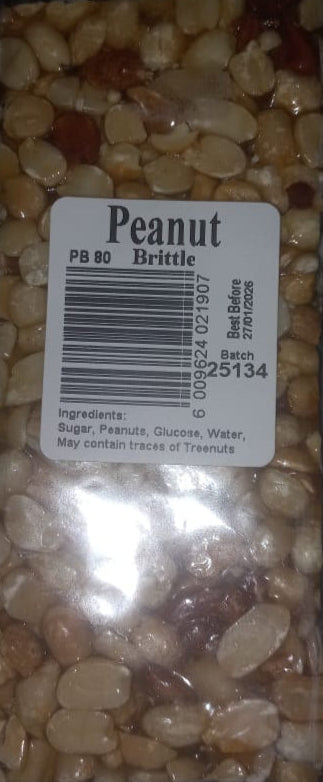 Peanut
PB 80 Brittle
6 009624 021907
Best Before
27/01/2026
Batch
25134
Ingredients:
Sugar, Peanuts, Glucose, Water,
May contain traces of Treenuts